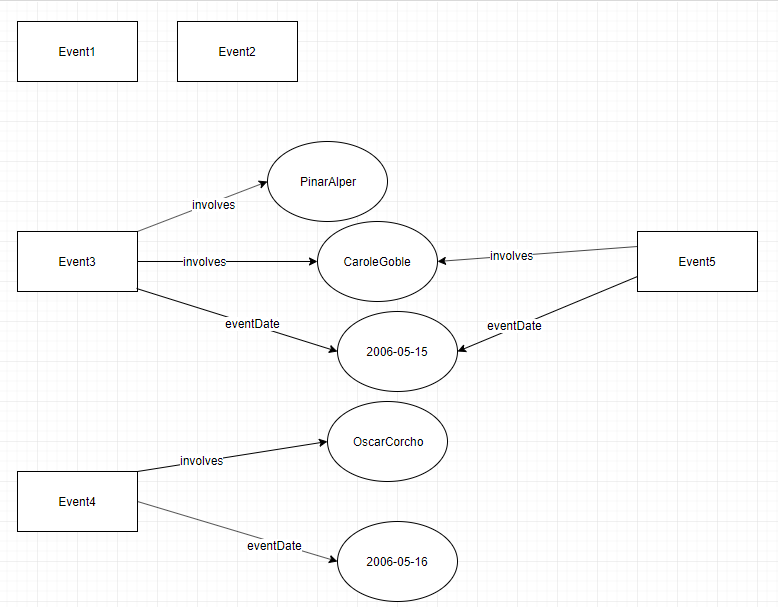 Event1
Event2
PinarAlper
involves
Event3
involves
CaroleGoble
involves
Event5
eventDate
eventDate
2006-05-15
OscarCorcho
involves
Event4
eventDate
2006-05-16